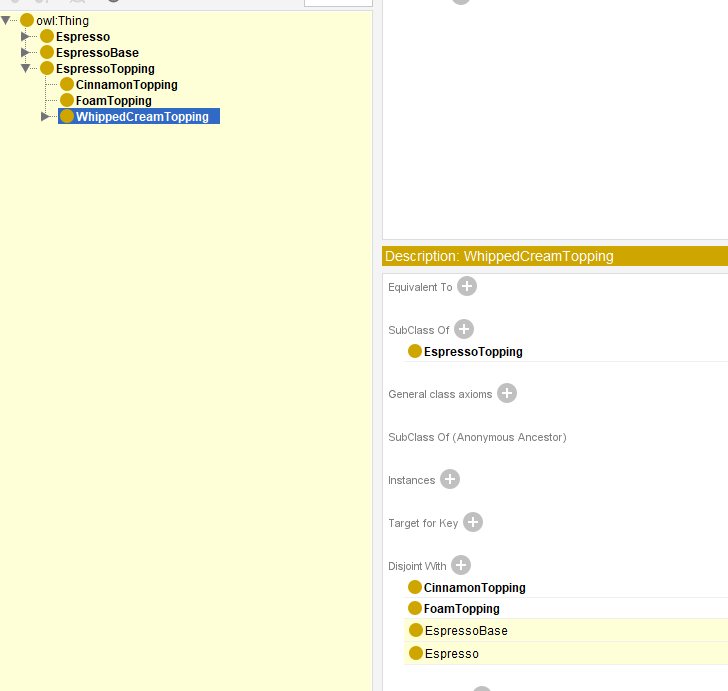 owl:Thing
Espresso
EspressoBase
EspressoTopping
CinnamonTopping
FoamTopping
WhippedCreamTopping
Description: WhippedCreamTopping
Equivalent To
SubClass Of
EspressoTopping
General class axioms
SubClass Of (Anonymous Ancestor)
Instances
Target for Key
Disjoint With
CinnamonTopping
FoamTopping
EspressoBase
Espresso